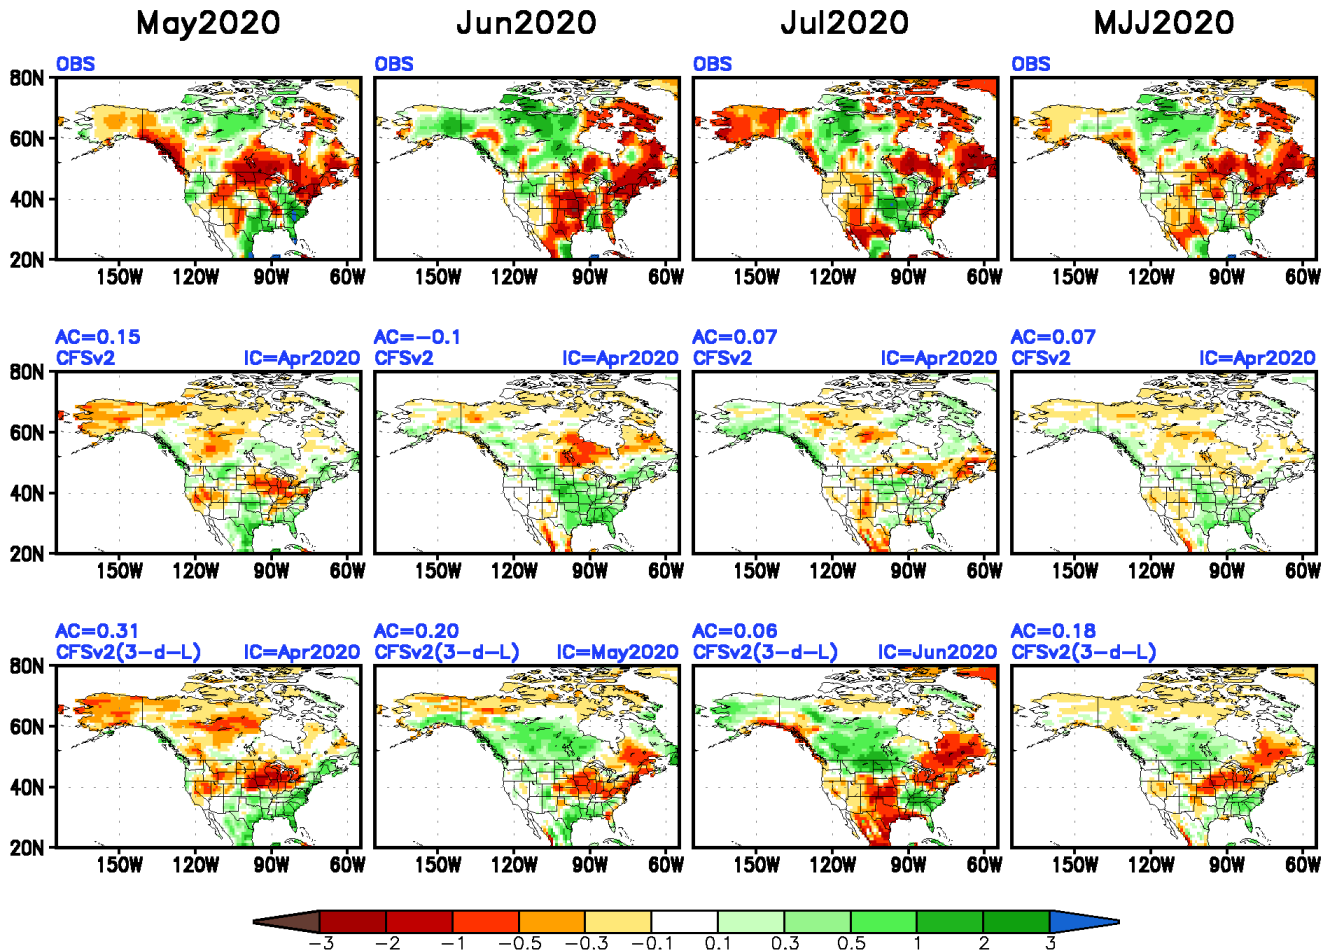 May2020 Jun2020 Jul2020 MJJ2020
OBS OBS OBS OBS
80N
60N
40N
20N
150W 120W 90W 60W 150W 120W 90W 60W 150W 120W 90W 60W 150W 120W 90W 60W
AC=0.15 AC=−0.1 AC=0.07 AC=0.07
CFSv2 IC=Apr2020 CFSv2 IC=Apr2020 CFSv2 IC=Apr2020 CFSv2 IC=Apr2020
80N
60N
40N
20N
150W 120W 90W 60W 150W 120W 90W 60W 150W 120W 90W 60W 150W 120W 90W 60W
AC=0.31 AC=0.20 AC=0.06 AC=0.18
CFSv2(3−d−L) IC=Apr2020 CFSv2(3−d−L) IC=May2020 CFSv2(3−d−L) IC=Jun2020 CFSv2(3−d−L)
80N
60N
40N
20N
150W 120W 90W 60W 150W 120W 90W 60W 150W 120W 90W 60W 150W 120W 90W 60W
−3 −2 −1 −0.5 −0.3 −0.1 0.1 0.3 0.5 1 2 3